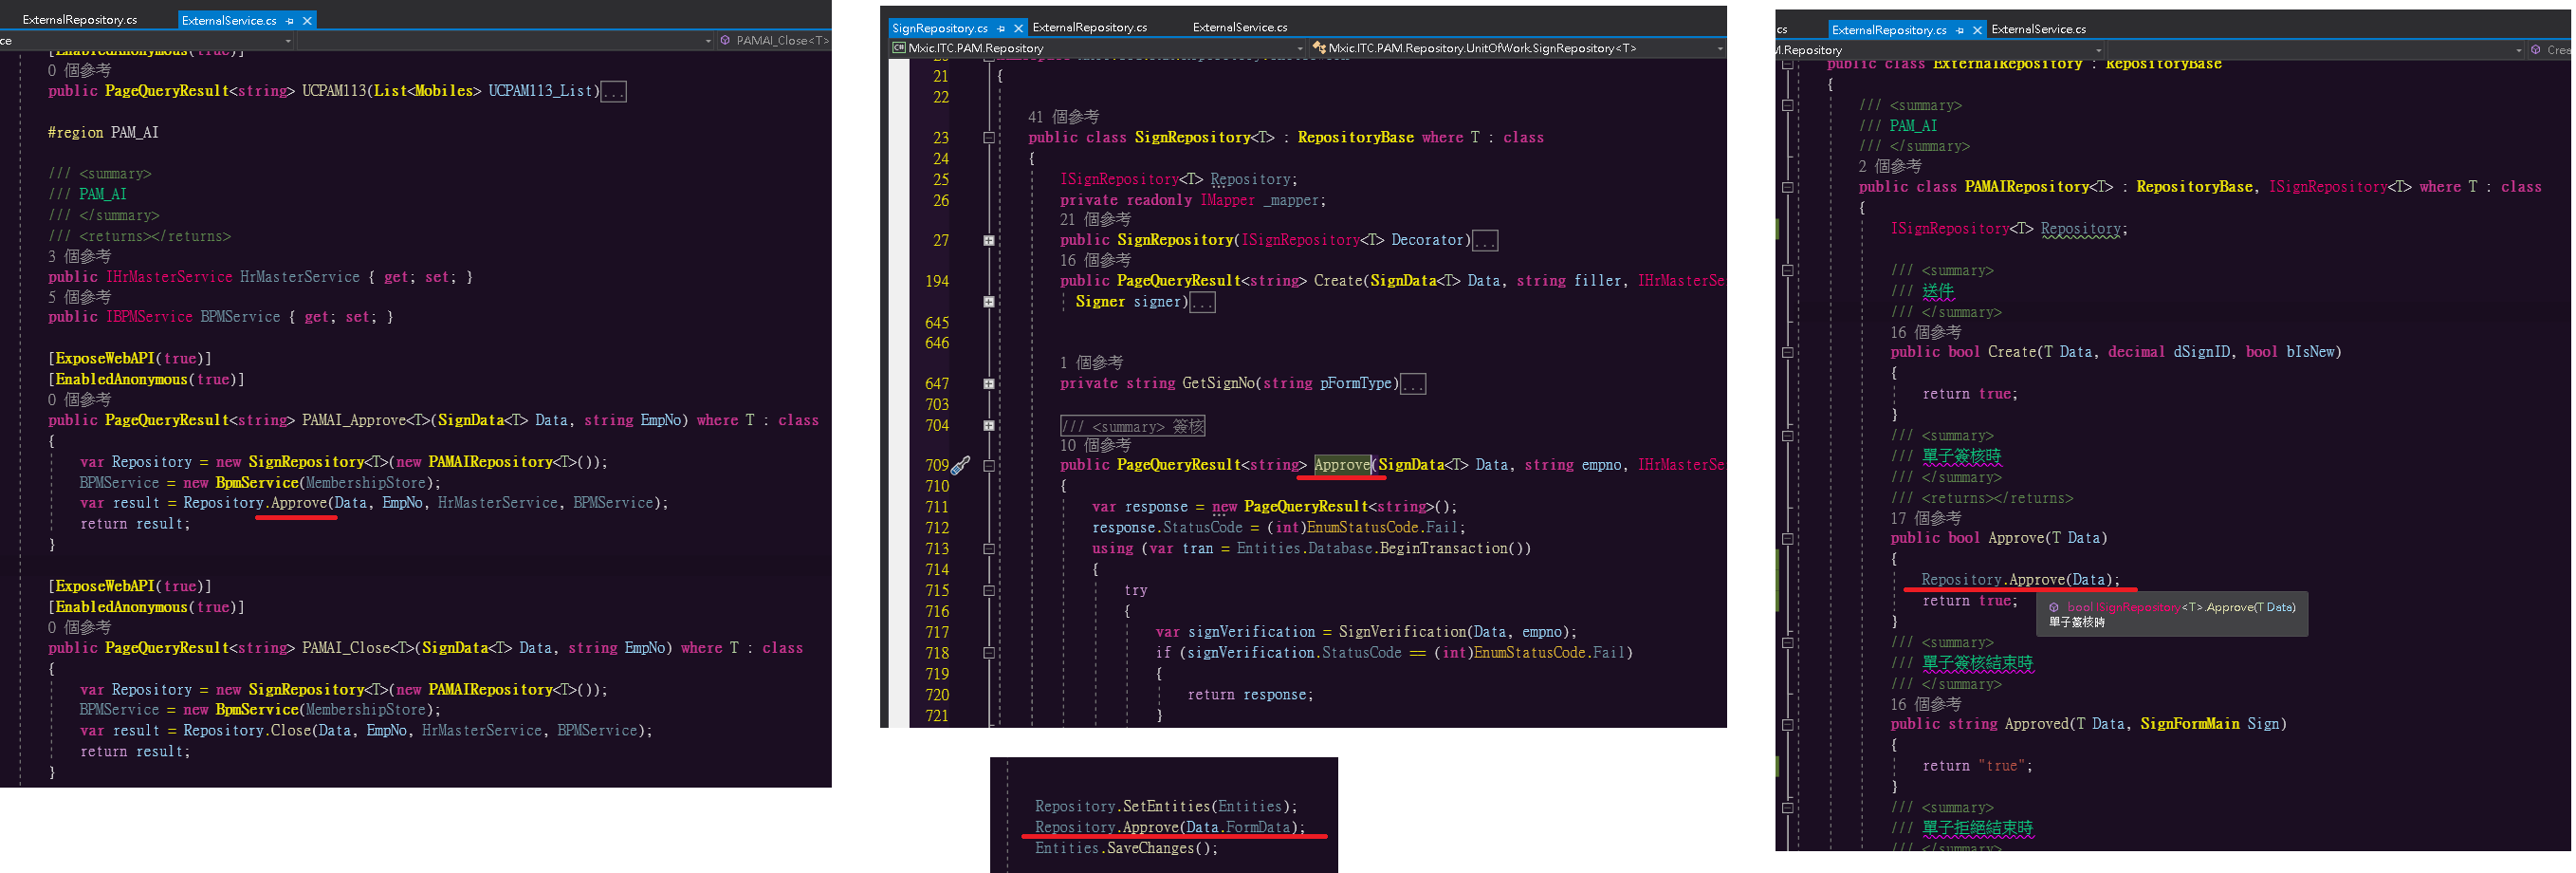 ExternalRepository.cs ExternalService.cs
ce PAMAI_Close<T>
[EnabledAnonymous(true)]
0 個參考
public PageQueryResult<string> UCPAM113(List<Mobiles> UCPAM113_List)...
#region PAM_AI
/// <summary>
/// PAM_AI
/// </summary>
/// <returns></returns>
3 個參考
public IHrMasterService HrMasterService { get; set; }
5 個參考
public IBPMService BPMService { get; set; }
[ExposeWebAPI(true)]
[EnabledAnonymous(true)]
0 個參考
public PageQueryResult<string> PAMAI_Approve<T>(SignData<T> Data, string EmpNo) where T : class
{
var Repository = new SignRepository<T>(new PAMAIRepository<T>());
BPMService = new BpmService(MembershipStore);
var result = Repository.Approve(Data, EmpNo, HrMasterService, BPMService);
return result;
}
[ExposeWebAPI(true)]
[EnabledAnonymous(true)]
0 個參考
public PageQueryResult<string> PAMAI_Close<T>(SignData<T> Data, string EmpNo) where T : class
{
var Repository = new SignRepository<T>(new PAMAIRepository<T>());
BPMService = new BpmService(MembershipStore);
var result = Repository.Close(Data, EmpNo, HrMasterService, BPMService);
return result;
}
SignRepository.cs ExternalRepository.cs ExternalService.cs
C# Mxic.ITC.PAM.Repository Mxic.ITC.PAM.Repository.UnitOfWork.SignRepository<T>
21 {
22
41 個參考
23 public class SignRepository<T> : RepositoryBase where T : class
24 {
25 ISignRepository<T> Repository;
26 private readonly IMapper _mapper;
21 個參考
27 public SignRepository(ISignRepository<T> Decorator)...
16 個參考
194 public PageQueryResult<string> Create(SignData<T> Data, string filler, IHrMasterSe
Signer signer)...
645
646
1 個參考
647 private string GetSignNo(string pFormType)...
703
704 /// <summary> 簽核
10 個參考
709 public PageQueryResult<string> Approve(SignData<T> Data, string empno, IHrMasterSe
710 {
711 var response = new PageQueryResult<string>();
712 response.StatusCode = (int)EnumStatusCode.Fail;
713 using (var tran = Entities.Database.BeginTransaction())
714 {
715 try
716 {
717 var signVerification = SignVerification(Data, empno);
718 if (signVerification.StatusCode == (int)EnumStatusCode.Fail)
719 {
720 return response;
721 }
Repository.SetEntities(Entities);
Repository.Approve(Data.FormData);
Entities.SaveChanges();
cs ExternalRepository.cs ExternalService.cs
M.Repository Crea
public class ExternalRepository : RepositoryBase
{
/// <summary>
/// PAM_AI
/// </summary>
2 個參考
public class PAMAIRepository<T> : RepositoryBase, ISignRepository<T> where T : class
{
ISignRepository<T> Repository;
/// <summary>
/// 送件
/// </summary>
16 個參考
public bool Create(T Data, decimal dSignID, bool bIsNew)
{
return true;
}
/// <summary>
/// 單子簽核時
/// </summary>
/// <returns></returns>
17 個參考
public bool Approve(T Data)
{
Repository.Approve(Data);
return true;
bool ISignRepository<T>.Approve(T Data)
單子簽核時
}
/// <summary>
/// 單子簽核結束時
/// </summary>
16 個參考
public string Approved(T Data, SignFormMain Sign)
{
return "true";
}
/// <summary>
/// 單子拒絕結束時
/// </summary>